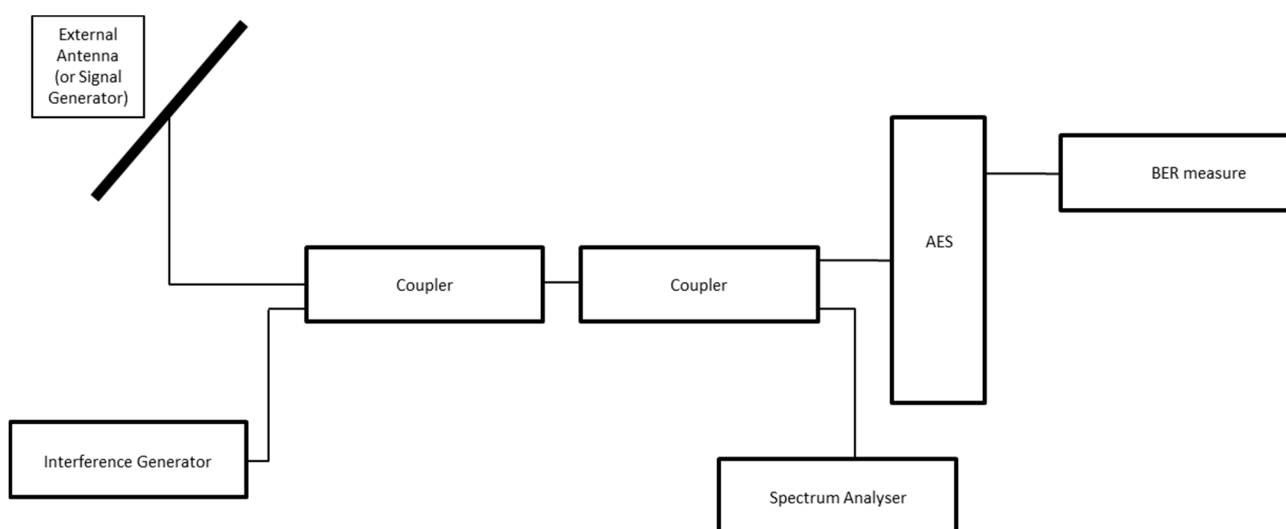 External
Antenna
(or Signal
Generator)
BER measure
AES
Coupler
Coupler
Interference Generator
Spectrum Analyser